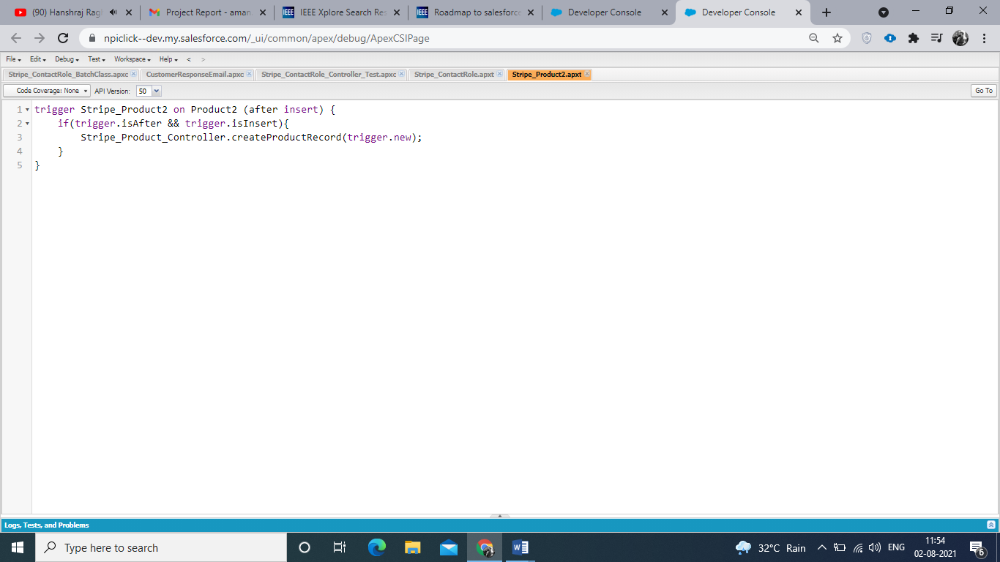 (90) Hanshraj Rag
Project Report - aman
IEEE
IEEE Xplore Search Re
IEEE
Roadmap to salesforce
Developer Console
Developer Console
npiclick--dev.my.salesforce.com/_ui/common/apex/debug/ApexCSIPage
File Edit Debug Test Workspace Help < >
Stripe_ContactRole_BatchClass.apxc
CustomerResponseEmail.apxc
Stripe_ContactRole_Controller_Test.apxc
Stripe_ContactRole.apxt
Stripe_Product2.apxt
Code Coverage: None API Version: 50 Go To
1 trigger Stripe_Product2 on Product2 (after insert) {
2 if(trigger.isAfter && trigger.isInsert){
3 Stripe_Product_Controller.createProductRecord(trigger.new);
4 }
5 }
Logs, Tests, and Problems
Type here to search
W
32°C Rain
ENG
11:54
02-08-2021
6